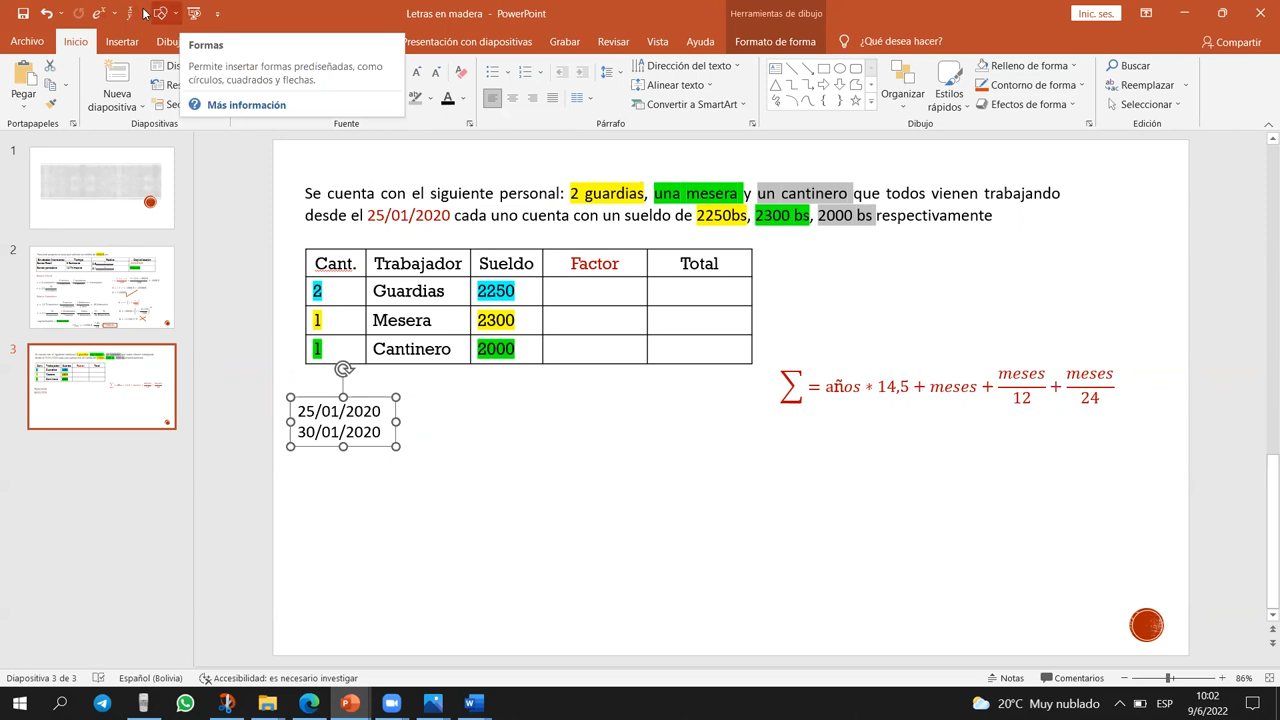 Letras en madera - PowerPoint
Herramientas de dibujo
Inic. ses.
Archivo
Inicio
Insertar
Presentación con diapositivas
Grabar
Revisar
Vista
Ayuda
Formato de forma
¿Qué desea hacer?
Compartir
Formas
Permite insertar formas prediseñadas, como
círculos, cuadrados y flechas.
Más información
Pegar
Nueva
diapositiva
Dirección del texto
Alinear texto
Convertir a SmartArt
Organizar
Estilos
rápidos
Relleno de forma
Contorno de forma
Efectos de forma
Buscar
Reemplazar
Seleccionar
Portapapeles
Diapositivas
Fuente
Párrafo
Dibujo
Edición
1
2
3
Se cuenta con el siguiente personal: 2 guardias, una mesera y un cantinero que todos vienen trabajando
desde el 25/01/2020 cada uno cuenta con un sueldo de 2250bs, 2300 bs, 2000 bs respectivamente
Cant. Trabajador Sueldo Factor Total
2 Guardias 2250
1 Mesera 2300
1 Cantinero 2000
∑ = años ∗ 14,5 + meses + meses/12 + meses/24
25/01/2020
30/01/2020
Diapositiva 3 de 3
Español (Bolivia)
Accesibilidad: es necesario investigar
Notas
Comentarios
86%
20°C Muy nublado
ESP
10:02
9/6/2022